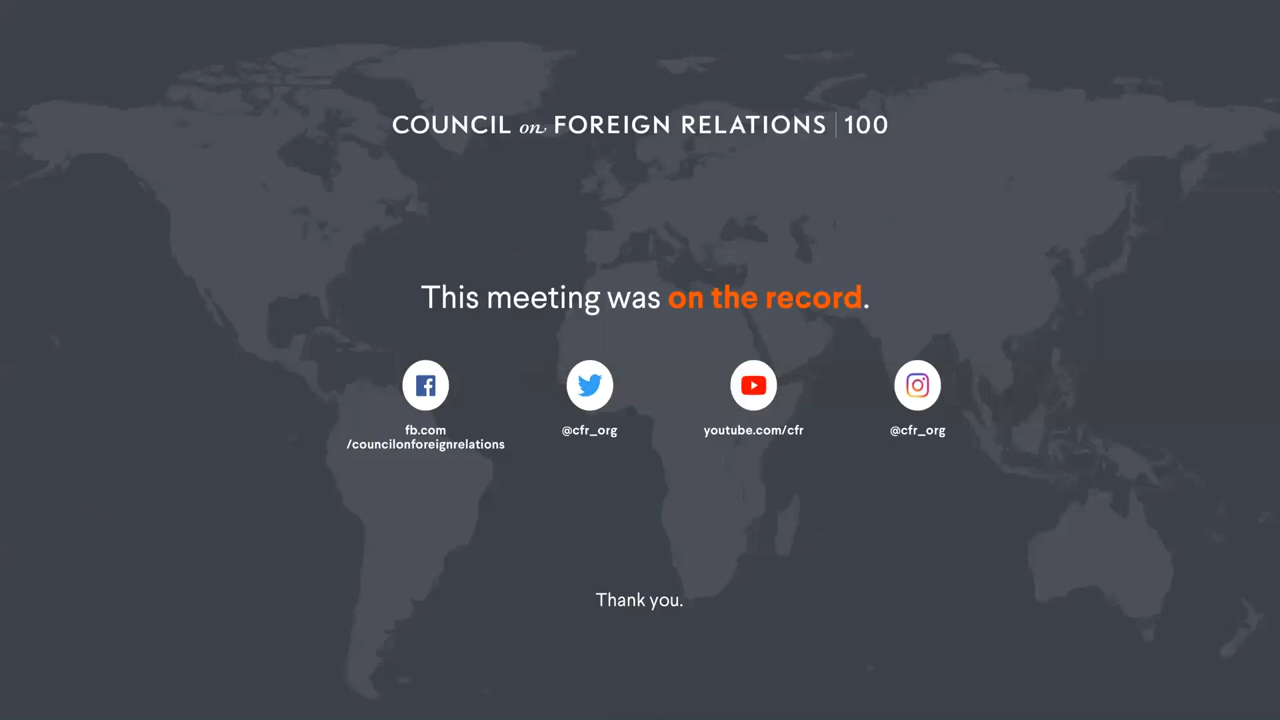 COUNCIL on FOREIGN RELATIONS | 100
This meeting was on the record.
fb.com
/councilonforeignrelations
@cfr_org
youtube.com/cfr
@cfr_org
Thank you.